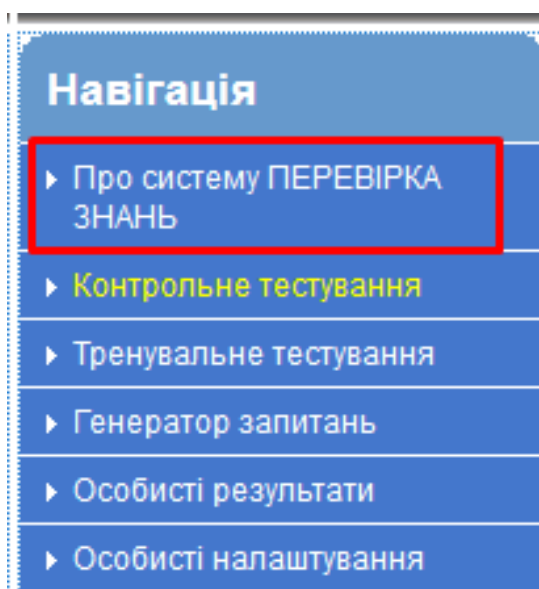 Навігація
Про систему ПЕРЕВІРКА
ЗНАНЬ
Контрольне тестування
Тренувальне тестування
Генератор запитань
Особисті результати
Особисті налаштування